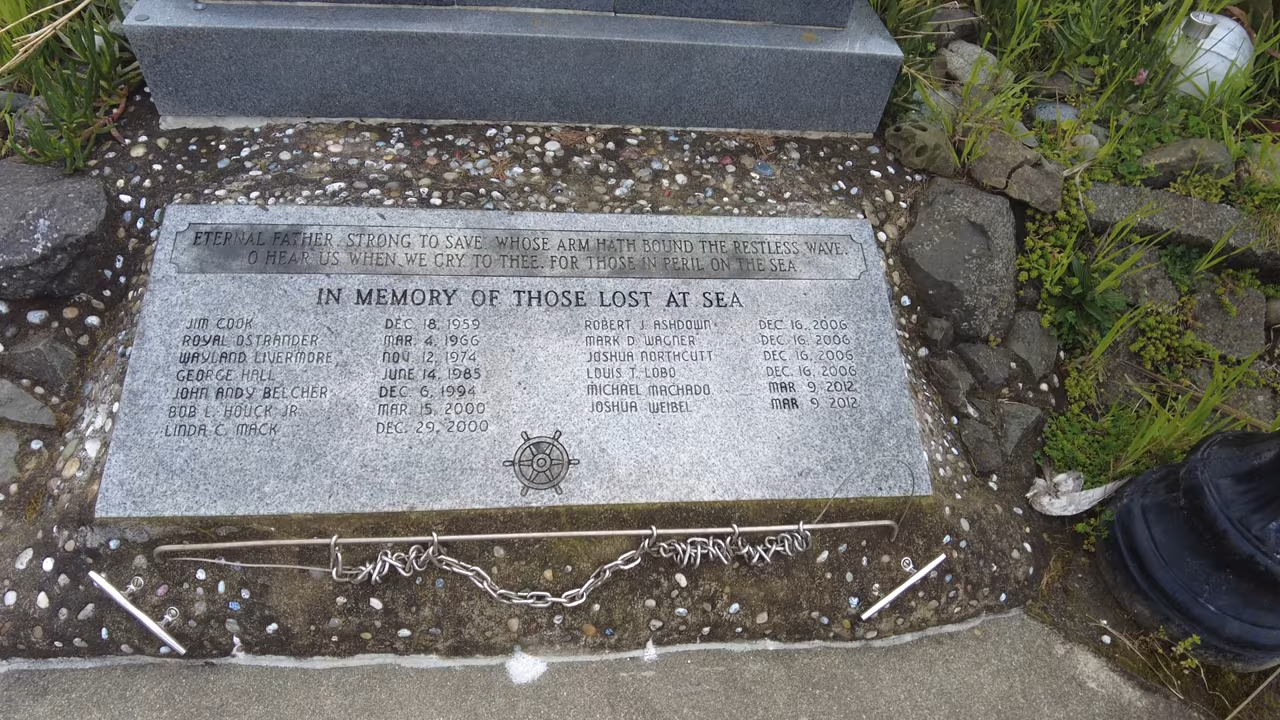 ETERNAL FATHER, STRONG TO SAVE, WHOSE ARM HATH BOUND THE RESTLESS WAVE.
O HEAR US WHEN WE CRY TO THEE. FOR THOSE IN PERIL ON THE SEA
IN MEMORY OF THOSE LOST AT SEA
JIM COOK DEC. 18, 1959
ROYAL OSTRANDER MAR. 4, 1966
WAYLAND LIVERMORE NOV. 12, 1974
GEORGE HALL JUNE 14, 1985
JOHN ANDY BELCHER DEC. 6, 1994
BOB L. HOUCK JR. MAR. 15, 2000
LINDA C. MACK DEC. 29, 2000
ROBERT J. ASHDOWN DEC. 16, 2006
MARK D. WAGNER DEC. 16, 2006
JOSHUA NORTHCUTT DEC. 16, 2006
LOUIS T. LOBO DEC. 16, 2006
MICHAEL MACHADO MAR 9, 2012
JOSHUA WEIBEL MAR 9 2012